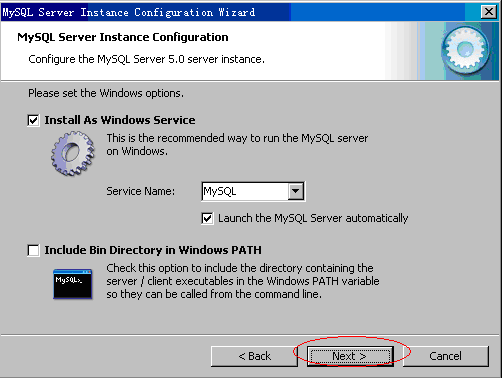 MySQL Server Instance Configuration Wizard
MySQL Server Instance Configuration
Configure the MySQL Server 5.0 server instance.
Please set the Windows options.
Install As Windows Service
This is the recommended way to run the MySQL server
on Windows.
Service Name:
MySQL
Launch the MySQL Server automatically
Include Bin Directory in Windows PATH
Check this option to include the directory containing the
server / client executables in the Windows PATH variable
so they can be called from the command line.
MySQL>_
< Back
Next >
Cancel